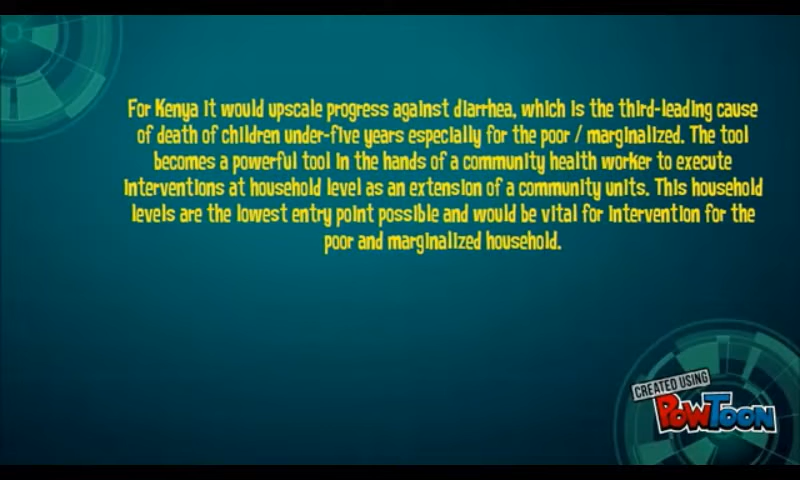 For Kenya it would upscale progress against diarrhea, which is the third-leading cause
of death of children under-five years especially for the poor / marginalized. The tool
becomes a powerful tool in the hands of a community health worker to execute
interventions at household level as an extension of a community units. This household
levels are the lowest entry point possible and would be vital for intervention for the
poor and marginalized household.
CREATED USING
POWTOON